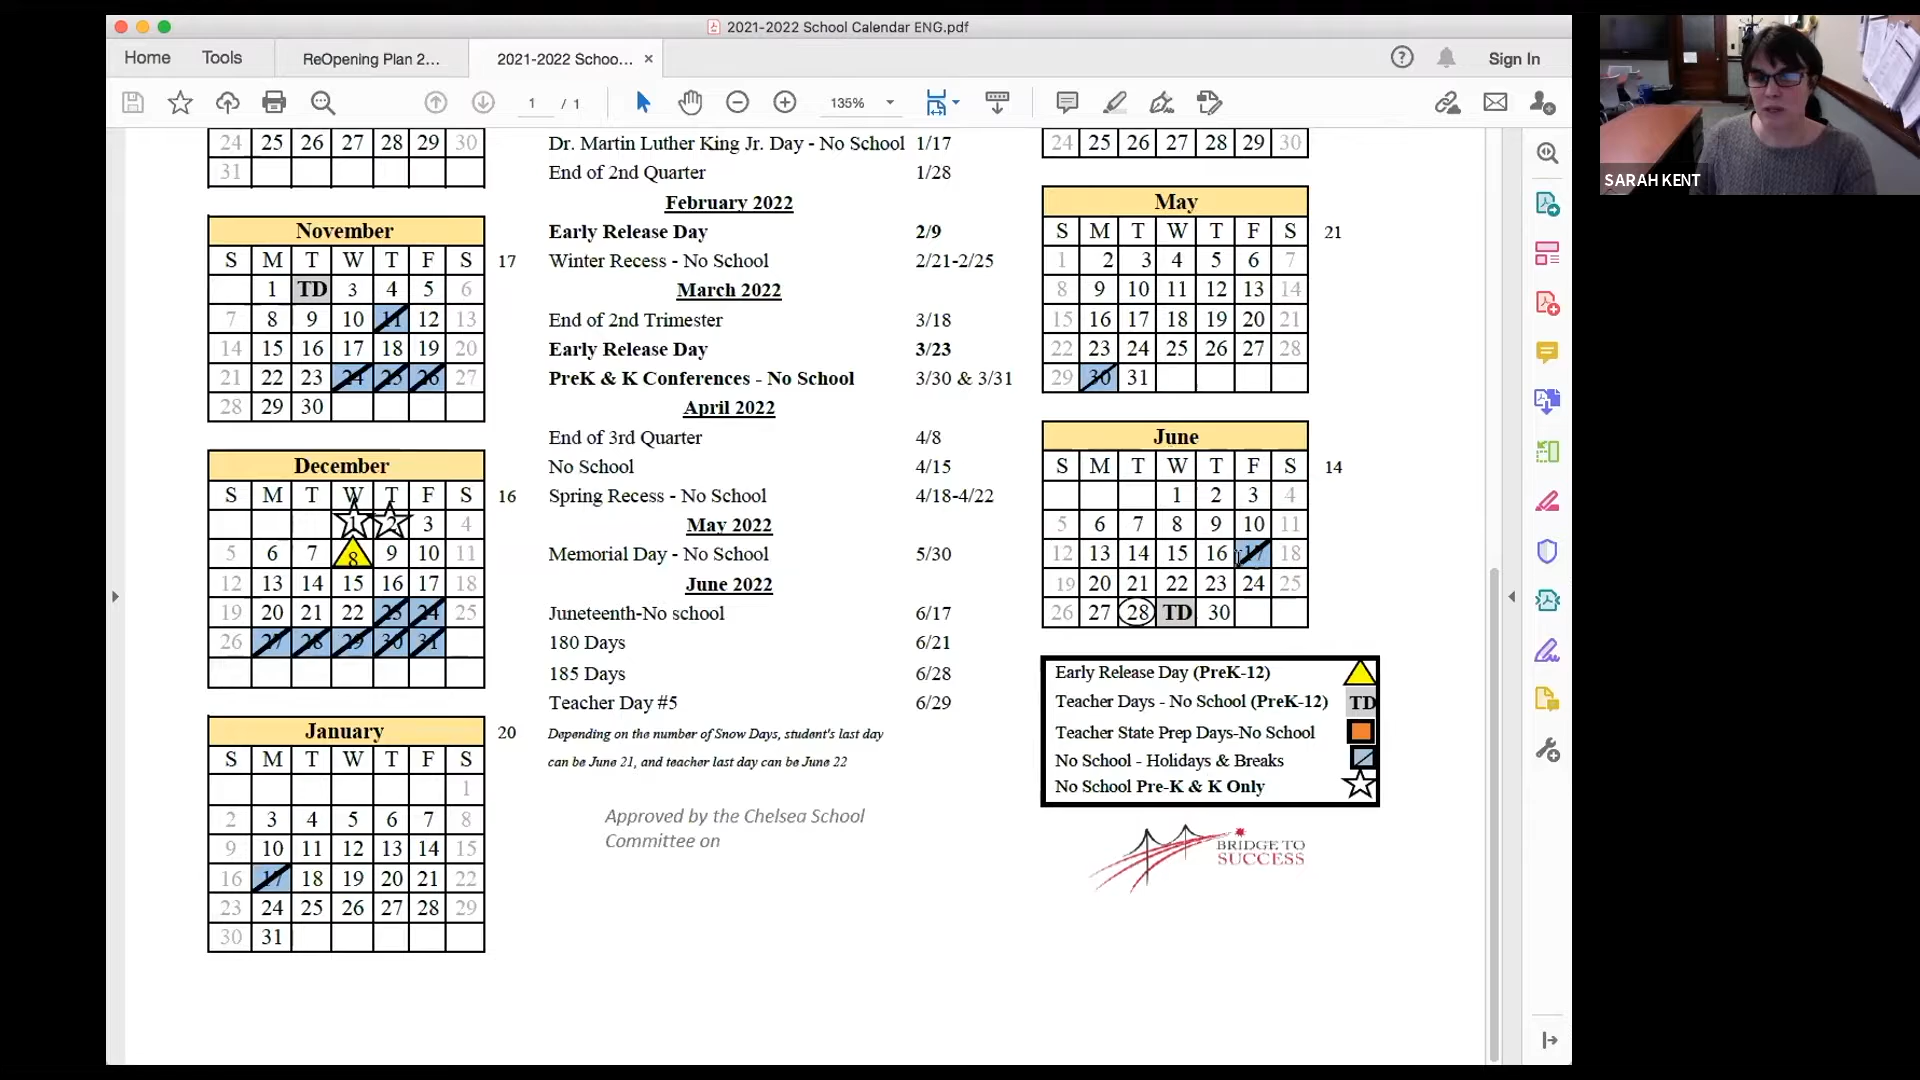 2021-2022 School Calendar ENG.pdf
Home Tools ReOpening Plan 2... 2021-2022 Schoo... × Sign In
1 / 1 135%
24 25 26 27 28 29 30
31
November
S M T W T F S 17
1 TD 3 4 5 6
7 8 9 10 11 12 13
14 15 16 17 18 19 20
21 22 23 24 25 26 27
28 29 30
December
S M T W T F S 16
1 2 3 4
5 6 7 8 9 10 11
12 13 14 15 16 17 18
19 20 21 22 23 24 25
26 27 28 29 30 31
January 20
S M T W T F S
1
2 3 4 5 6 7 8
9 10 11 12 13 14 15
16 17 18 19 20 21 22
23 24 25 26 27 28 29
30 31
Dr. Martin Luther King Jr. Day - No School 1/17
End of 2nd Quarter 1/28
February 2022
Early Release Day 2/9
Winter Recess - No School 2/21-2/25
March 2022
End of 2nd Trimester 3/18
Early Release Day 3/23
PreK & K Conferences - No School 3/30 & 3/31
April 2022
End of 3rd Quarter 4/8
No School 4/15
Spring Recess - No School 4/18-4/22
May 2022
Memorial Day - No School 5/30
June 2022
Juneteenth-No school 6/17
180 Days 6/21
185 Days 6/28
Teacher Day #5 6/29
Depending on the number of Snow Days, student's last day
can be June 21, and teacher last day can be June 22
Approved by the Chelsea School
Committee on
24 25 26 27 28 29 30
May
S M T W T F S 21
1 2 3 4 5 6 7
8 9 10 11 12 13 14
15 16 17 18 19 20 21
22 23 24 25 26 27 28
29 30 31
June
S M T W T F S 14
1 2 3 4
5 6 7 8 9 10 11
12 13 14 15 16 17 18
19 20 21 22 23 24 25
26 27 28 TD 30
Early Release Day (PreK-12)
Teacher Days - No School (PreK-12) TD
Teacher State Prep Days-No School
No School - Holidays & Breaks
No School Pre-K & K Only
BRIDGE TO
SUCCESS
SARAH KENT